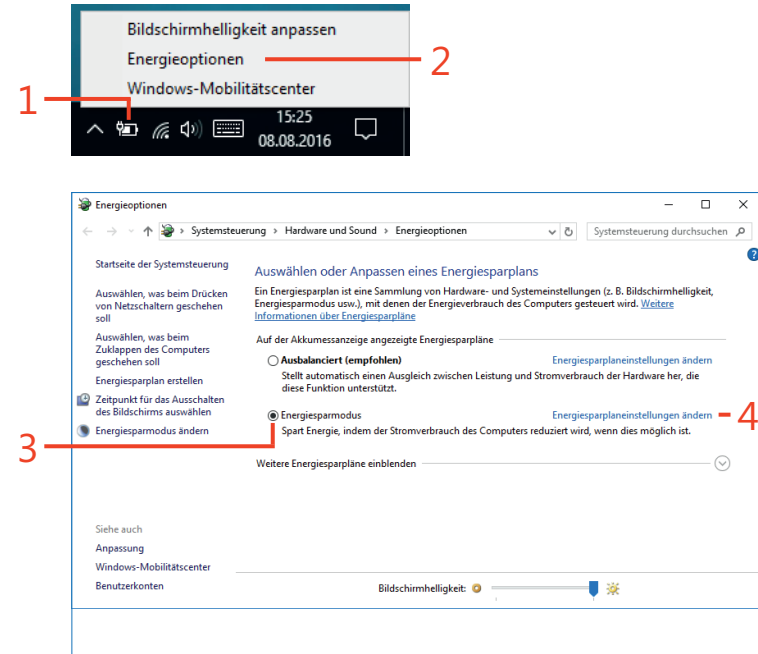 Bildschirmhelligkeit anpassen
Energieoptionen
2
Windows-Mobilitätscenter
1
15:25
08.08.2016
Energieoptionen
Systemsteuerung > Hardware und Sound > Energieoptionen
Systemsteuerung durchsuchen
?
Startseite der Systemsteuerung
Auswählen, was beim Drücken
von Netzschaltern geschehen
soll
Auswählen, was beim
Zuklappen des Computers
geschehen soll
Energiesparplan erstellen
Zeitpunkt für das Ausschalten
des Bildschirms auswählen
Energiesparmodus ändern
3
Siehe auch
Anpassung
Windows-Mobilitätscenter
Benutzerkonten
Auswählen oder Anpassen eines Energiesparplans
Ein Energiesparplan ist eine Sammlung von Hardware- und Systemeinstellungen (z. B. Bildschirmhelligkeit,
Energiesparmodus usw.), mit denen der Energieverbrauch des Computers gesteuert wird. Weitere
Informationen über Energiesparpläne
Auf der Akkumessanzeige angezeigte Energiesparpläne
Ausbalanciert (empfohlen) Energiesparplaneinstellungen ändern
Stellt automatisch einen Ausgleich zwischen Leistung und Stromverbrauch der Hardware her, die
diese Funktion unterstützt.
Energiesparmodus Energiesparplaneinstellungen ändern
4
Spart Energie, indem der Stromverbrauch des Computers reduziert wird, wenn dies möglich ist.
Weitere Energiesparpläne einblenden
Bildschirmhelligkeit: